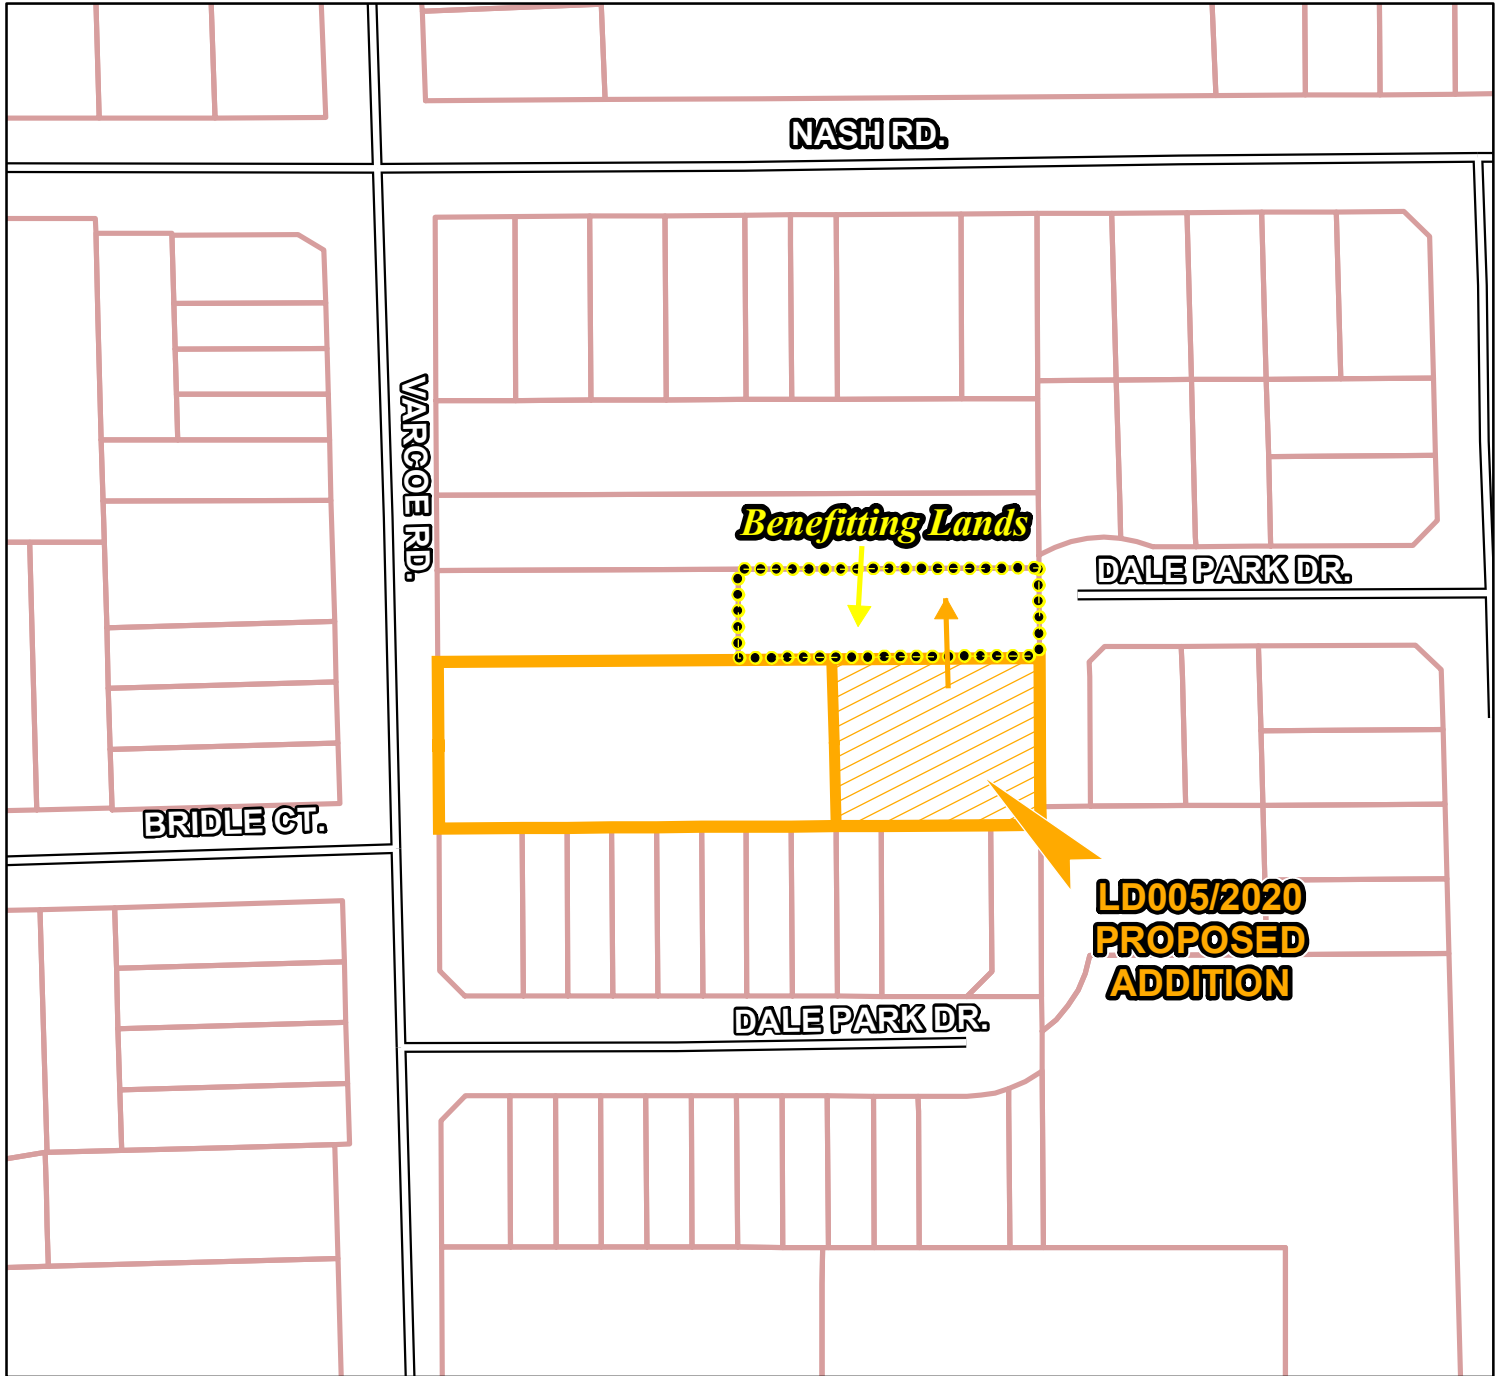 NASH RD.
VARCOE RD.
Benefitting Lands
DALE PARK DR.
BRIDLE CT.
LD005/2020
PROPOSED
ADDITION
DALE PARK DR.